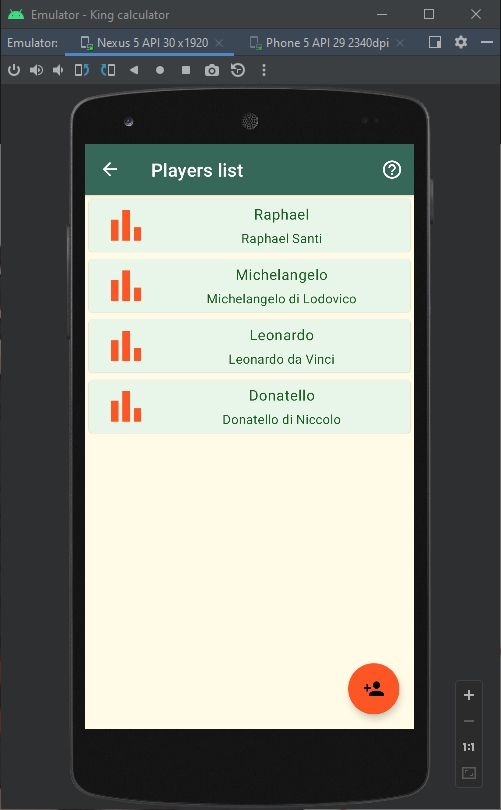 Emulator - King calculator
Emulator: Nexus 5 API 30 x1920 Phone 5 API 29 2340dpi
Players list
Raphael
Raphael Santi
Michelangelo
Michelangelo di Lodovico
Leonardo
Leonardo da Vinci
Donatello
Donatello di Niccolo
1:1